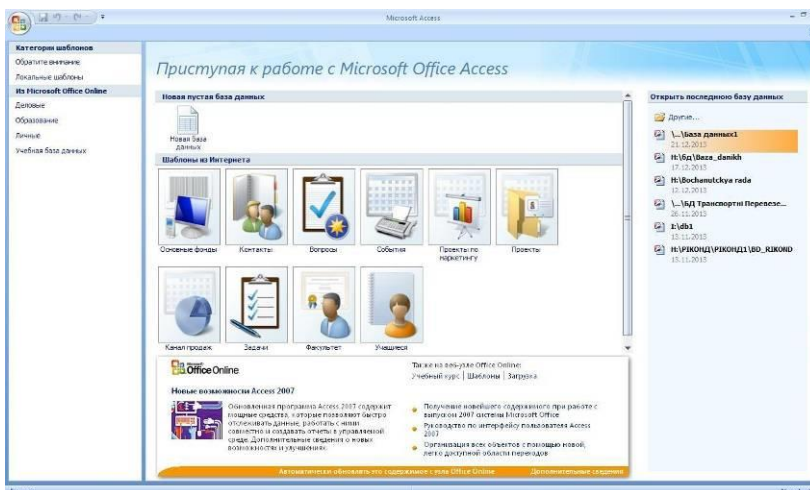 Microsoft Access
Категории шаблонов
Обратите внимание
Локальные шаблоны
Из Microsoft Office Online
Деловые
Образование
Личные
Учебная база данных
Приступая к работе с Microsoft Office Access
Новая пустая база данных
Новая база
данных
Шаблоны из Интернета
Основные фонды
Контакты
Вопросы
События
Проекты по
маркетингу
Проекты
Канал продаж
Задачи
Факультет
Учащиеся
Microsoft
Office Online
Новые возможности Access 2007
Обновленная программа Access 2007 содержит
мощные средства, которые позволяют быстро
отслеживать данные, работать с ними
совместно и создавать отчеты в управляемой
среде. Дополнительные сведения о новых
возможностях и улучшениях.
Также на веб-узле Office Online:
Учебный курс | Шаблоны | Загрузка
Получение новейшего содержимого при работе с
выпуском 2007 системы Microsoft Office
Руководство по интерфейсу пользователя Access
2007
Организация всех объектов с помощью новой,
легко доступной области переходов
Автоматически обновлять это содержимое с узла Office Online
Дополнительные сведения
Открыть последнюю базу данных
Другие...
\...\База данных1
21.12.2013
H:\бд\Baza_danikh
17.12.2013
H:\Bochanutckya rada
12.12.2013
\...\БД Транспортні Перевезе...
26.11.2013
I:\db1
15.11.2013
H:\РІКОНД\РІКОНД1\BD_RIKOND
15.11.2013